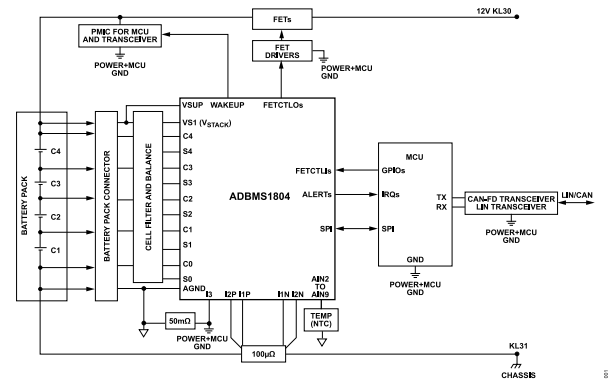 12V KL30
FETs
PMIC FOR MCU
AND TRANSCEIVER
POWER+MCU
GND
FET
DRIVERS
POWER+MCU
GND
VSUP
WAKEUP
FETCTLOs
VS1 (VSTACK)
C4
S4
C3
S3
C2
S2
C1
S1
C0
S0
AGND
BATTERY PACK
C4
C3
C2
C1
BATTERY PACK CONNECTOR
CELL FILTER AND BALANCE
ADBMS1804
FETCTLIs
ALERTs
SPI
I3
I2P
I1P
I1N
I2N
AIN2
TO
AIN9
MCU
GPIOs
IRQs
SPI
TX
RX
GND
POWER+MCU
GND
CAN-FD TRANSCEIVER
LIN TRANSCEIVER
LIN/CAN
POWER+MCU
GND
50mΩ
POWER+MCU
GND
100µΩ
TEMP
(NTC)
KL31
CHASSIS
001